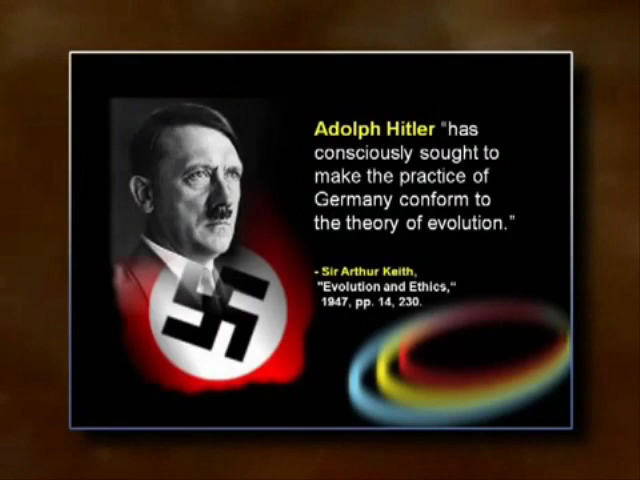 Adolph Hitler “has
consciously sought to
make the practice of
Germany conform to
the theory of evolution.”
- Sir Arthur Keith,
"Evolution and Ethics,“
1947, pp. 14, 230.